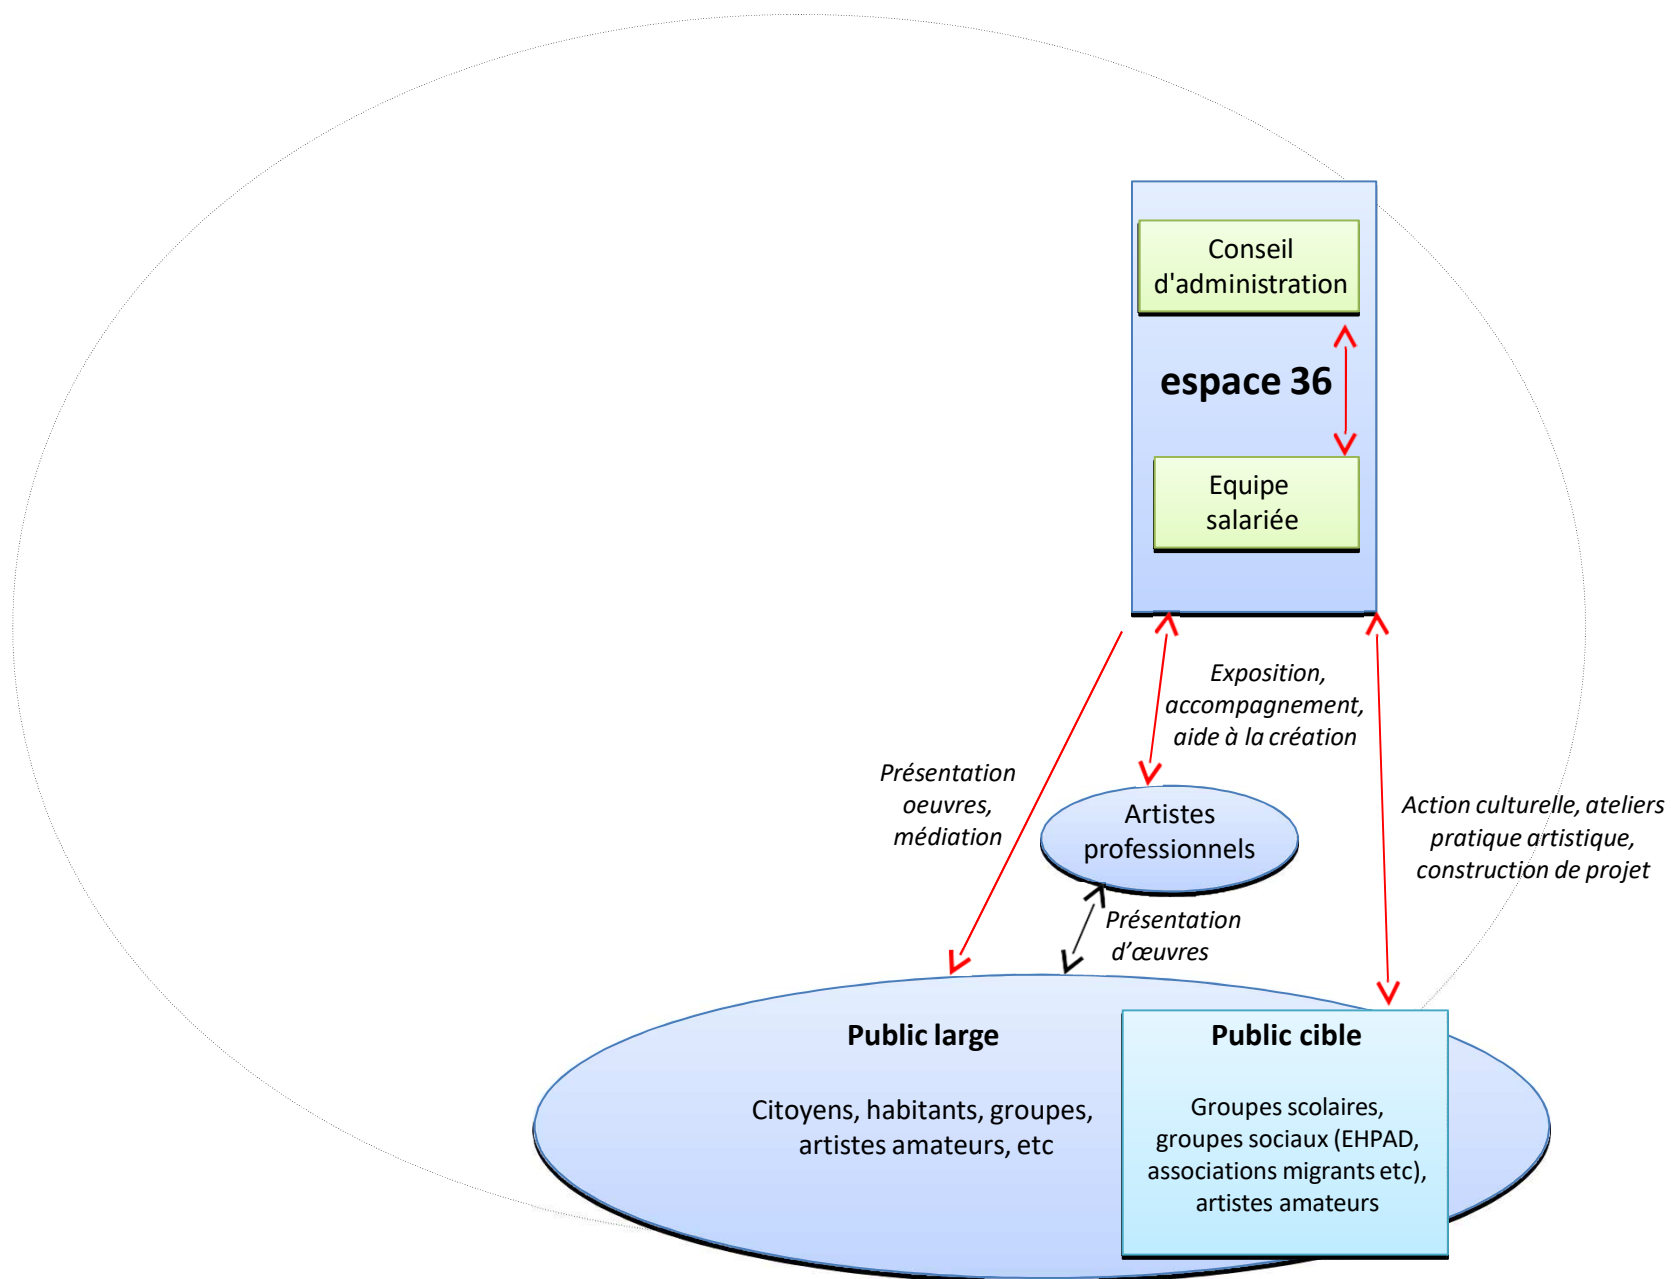 Conseil
d'administration
espace 36
Equipe
salariée
Exposition,
accompagnement,
aide à la création
Présentation
oeuvres,
médiation
Artistes
professionnels
Action culturelle, ateliers
pratique artistique,
construction de projet
Présentation
d’œuvres
Public large
Citoyens, habitants, groupes,
artistes amateurs, etc
Public cible
Groupes scolaires,
groupes sociaux (EHPAD,
associations migrants etc),
artistes amateurs